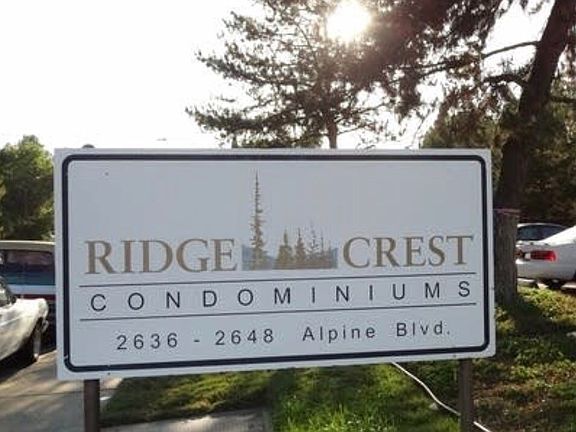 RIDGE CREST
CONDOMINIUMS
2636 - 2648 Alpine Blvd.